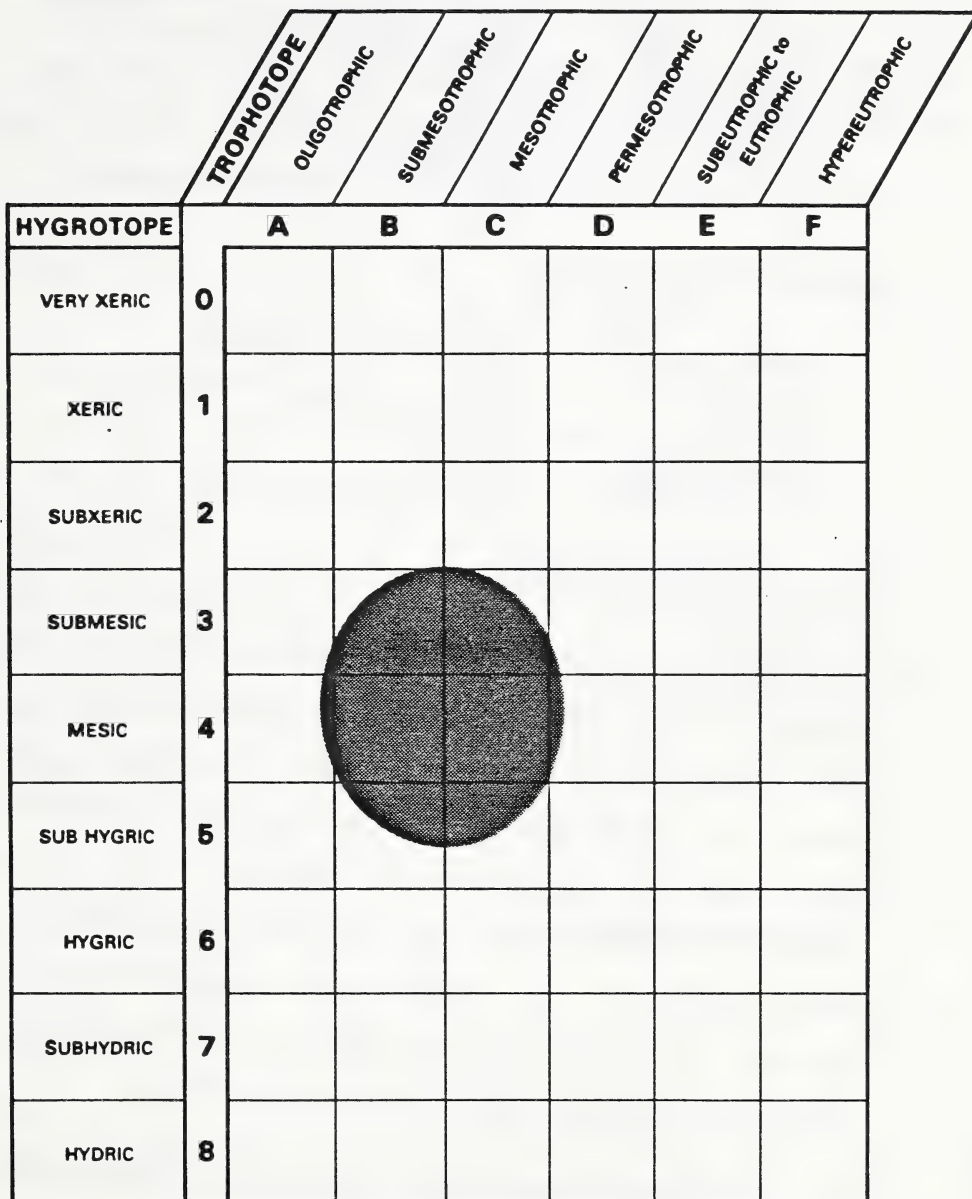 TROPHOTOPE
OLIGOTROPHIC
SUBMESOTROPHIC
MESOTROPHIC
PERMESOTROPHIC
SUBEUTROPHIC to
EUTROPHIC
HYPEREUTROPHIC
HYGROTOPE A B C D E F
VERY XERIC 0
XERIC 1
SUBXERIC 2
SUBMESIC 3
MESIC 4
SUB HYGRIC 5
HYGRIC 6
SUBHYDRIC 7
HYDRIC 8